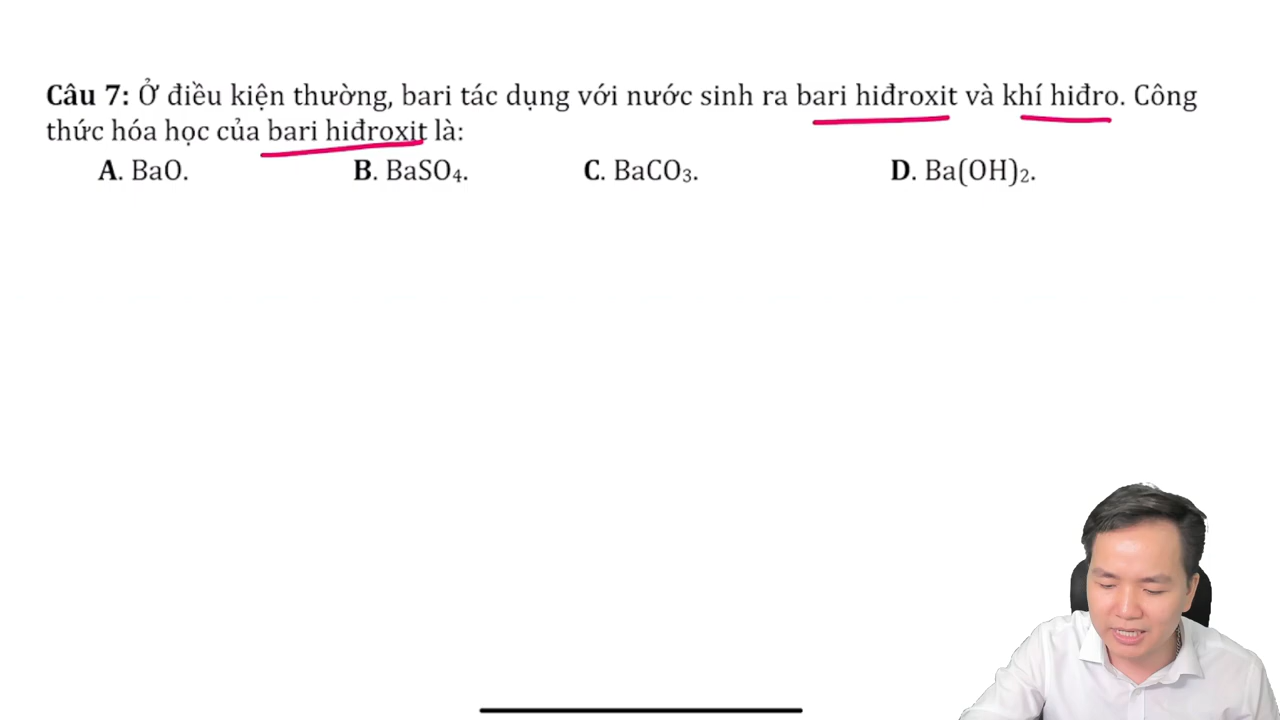 Câu 7: Ở điều kiện thường, bari tác dụng với nước sinh ra bari hiđroxit và khí hiđro. Công
thức hóa học của bari hiđroxit là:
A. BaO. B. BaSO₄. C. BaCO₃. D. Ba(OH)₂.